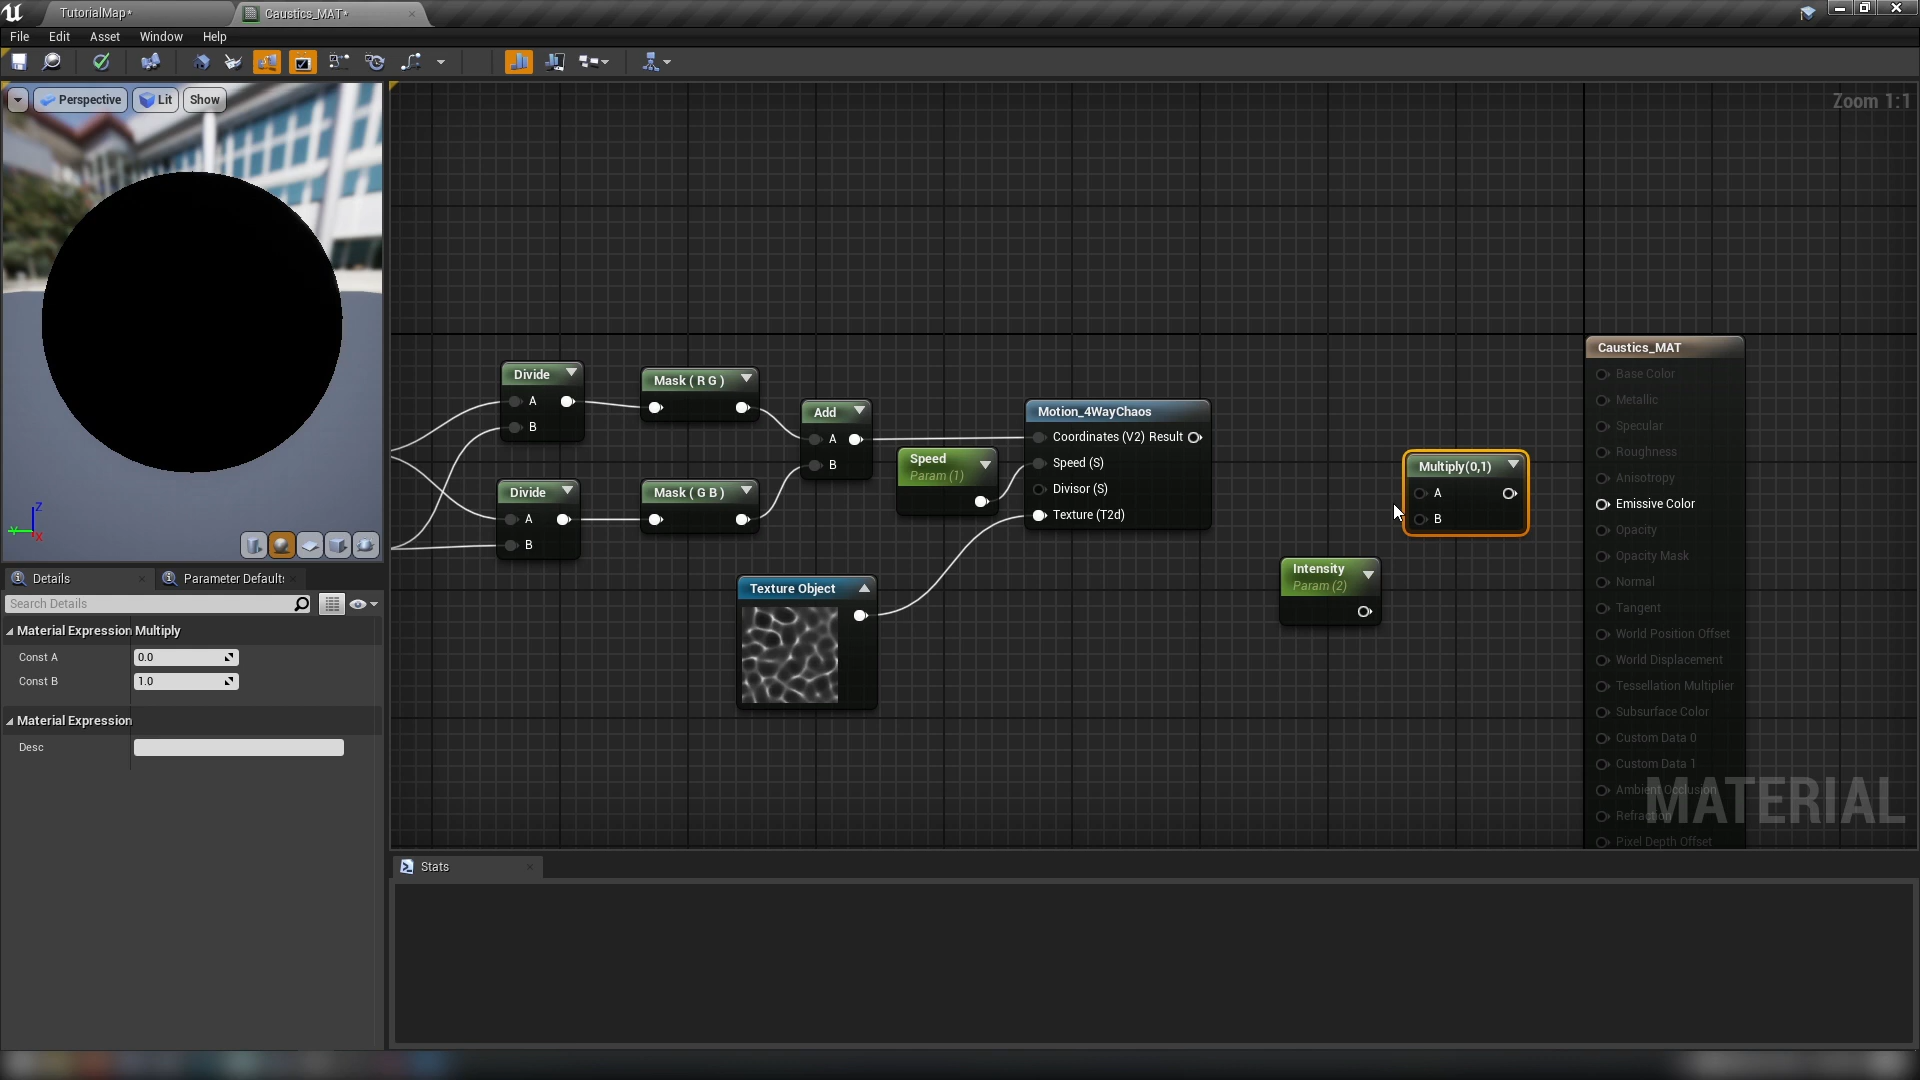 TutorialMap*
Caustics_MAT*
File Edit Asset Window Help
Perspective Lit Show
Zoom 1:1
Divide
A
B
Mask ( R G )
Add
A
B
Speed
Param (1)
Motion_4WayChaos
Coordinates (V2) Result
Speed (S)
Divisor (S)
Texture (T2d)
Divide
A
B
Mask ( G B )
Texture Object
Intensity
Param (2)
Multiply(0,1)
A
B
Caustics_MAT
Base Color
Metallic
Specular
Roughness
Anisotropy
Emissive Color
Opacity
Opacity Mask
Normal
Tangent
World Position Offset
World Displacement
Tessellation Multiplier
Subsurface Color
Custom Data 0
Custom Data 1
Ambient Occlusion
Refraction
Pixel Depth Offset
MATERIAL
Z
Y
X
Details
Parameter Defaults
Search Details
Material Expression Multiply
Const A 0.0
Const B 1.0
Material Expression
Desc
Stats